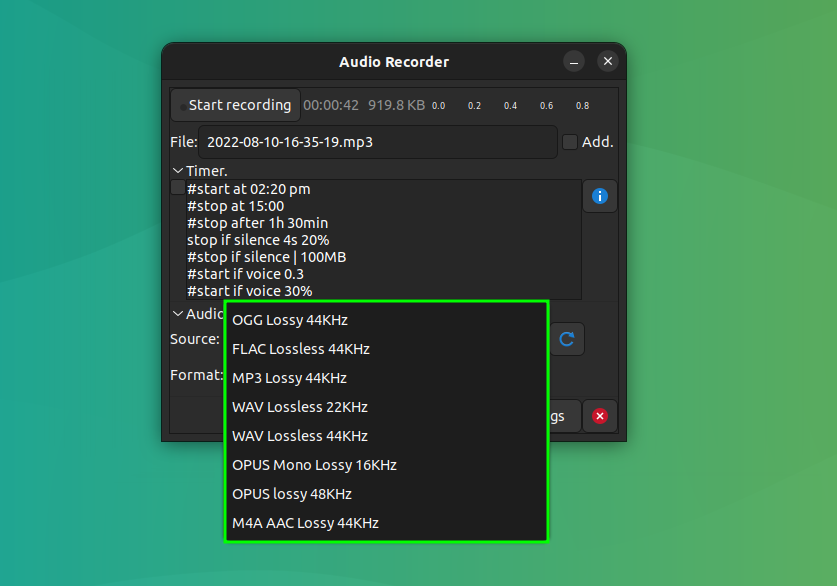 Audio Recorder
Start recording 00:00:42 919.8 KB 0.0 0.2 0.4 0.6 0.8
File: 2022-08-10-16-35-19.mp3 Add.
Timer.
#start at 02:20 pm
#stop at 15:00
#stop after 1h 30min
stop if silence 4s 20%
#stop if silence | 100MB
#start if voice 0.3
#start if voice 30%
Audio
OGG Lossy 44KHz
Source:
FLAC Lossless 44KHz
Format:
MP3 Lossy 44KHz
WAV Lossless 22KHz
gs
WAV Lossless 44KHz
OPUS Mono Lossy 16KHz
OPUS lossy 48KHz
M4A AAC Lossy 44KHz